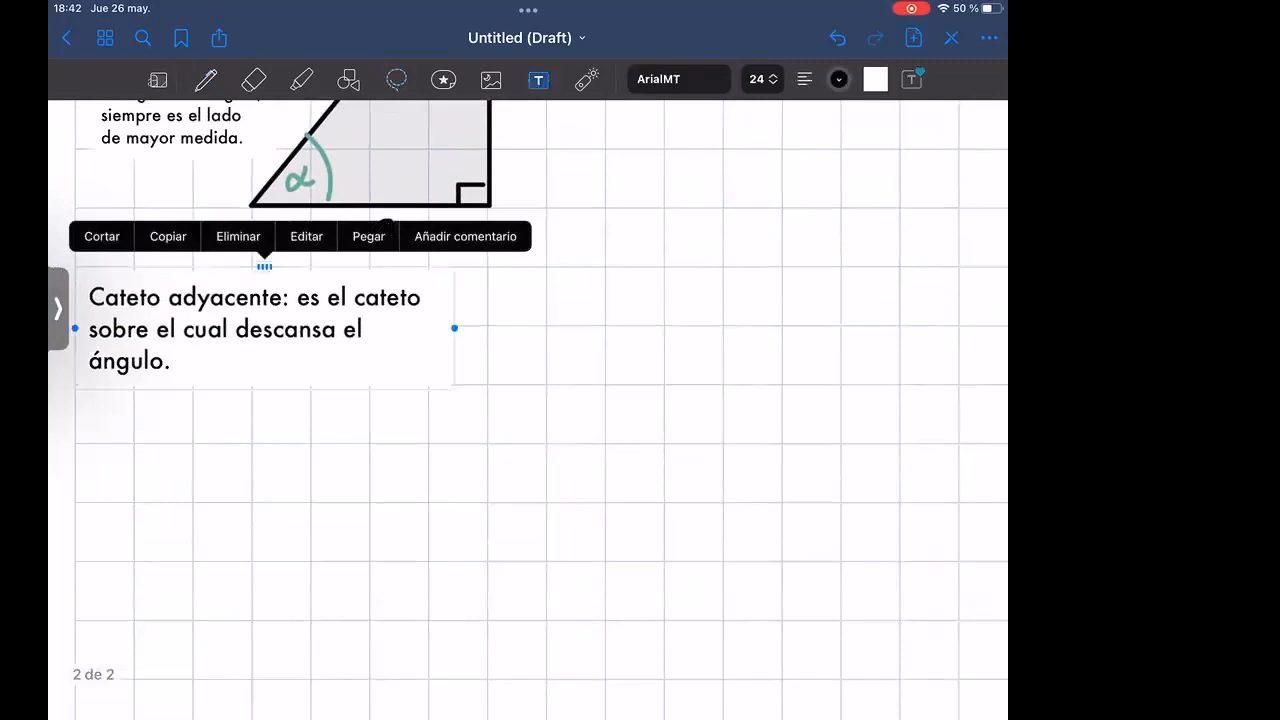 18:42 Jue 26 may.
50 %
Untitled (Draft)
T
ArialMT
24
T
siempre es el lado
de mayor medida.
α
Cortar
Copiar
Eliminar
Editar
Pegar
Añadir comentario
Cateto adyacente: es el cateto
sobre el cual descansa el
ángulo.
2 de 2